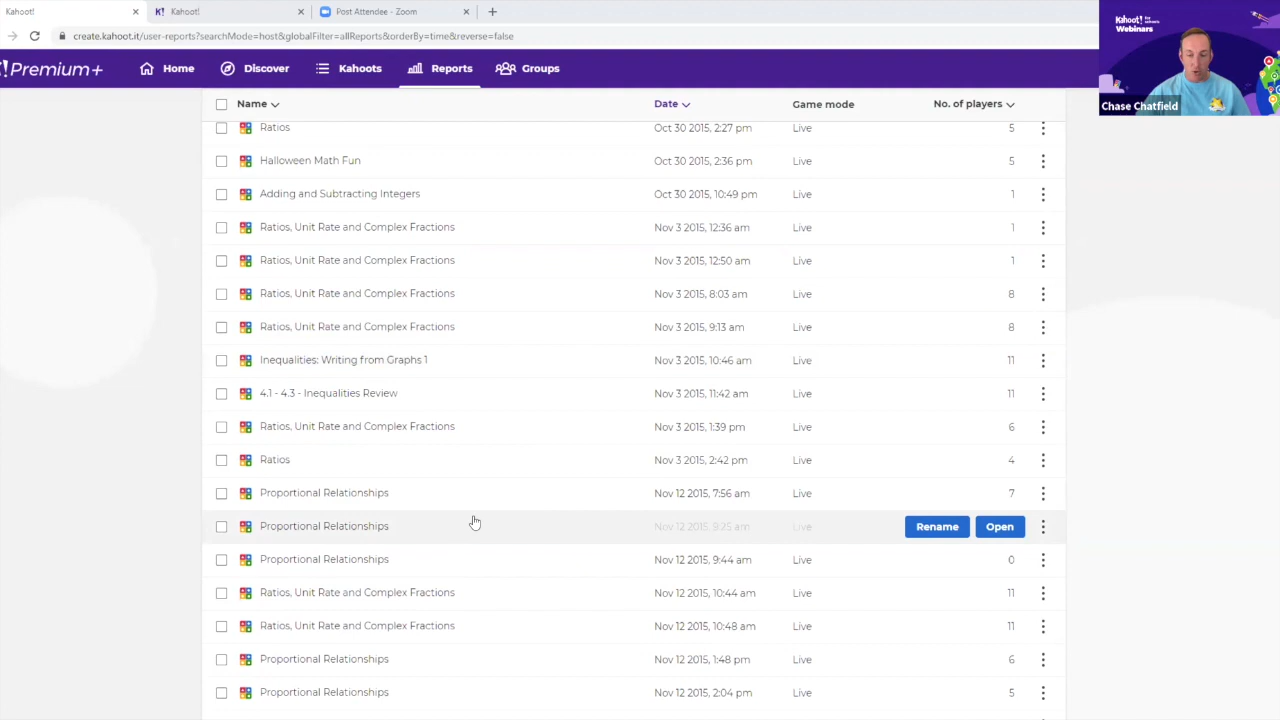 Kahoot!
Kahoot!
Post Attendee - Zoom
create.kahoot.it/user-reports?searchMode=host&globalFilter=allReports&orderBy=time&reverse=false
K!Premium+ Home Discover Kahoots Reports Groups
Kahoot! for schools
Webinars
Chase Chatfield
Name Date Game mode No. of players
Ratios Oct 30 2015, 2:27 pm Live 5
Halloween Math Fun Oct 30 2015, 2:36 pm Live 5
Adding and Subtracting Integers Oct 30 2015, 10:49 pm Live 1
Ratios, Unit Rate and Complex Fractions Nov 3 2015, 12:36 am Live 1
Ratios, Unit Rate and Complex Fractions Nov 3 2015, 12:50 am Live 1
Ratios, Unit Rate and Complex Fractions Nov 3 2015, 8:03 am Live 8
Ratios, Unit Rate and Complex Fractions Nov 3 2015, 9:13 am Live 8
Inequalities: Writing from Graphs 1 Nov 3 2015, 10:46 am Live 11
4.1 - 4.3 - Inequalities Review Nov 3 2015, 11:42 am Live 11
Ratios, Unit Rate and Complex Fractions Nov 3 2015, 1:39 pm Live 6
Ratios Nov 3 2015, 2:42 pm Live 4
Proportional Relationships Nov 12 2015, 7:56 am Live 7
Proportional Relationships Nov 12 2015, 9:25 am Live Rename Open
Proportional Relationships Nov 12 2015, 9:44 am Live 0
Ratios, Unit Rate and Complex Fractions Nov 12 2015, 10:44 am Live 11
Ratios, Unit Rate and Complex Fractions Nov 12 2015, 10:48 am Live 11
Proportional Relationships Nov 12 2015, 1:48 pm Live 6
Proportional Relationships Nov 12 2015, 2:04 pm Live 5